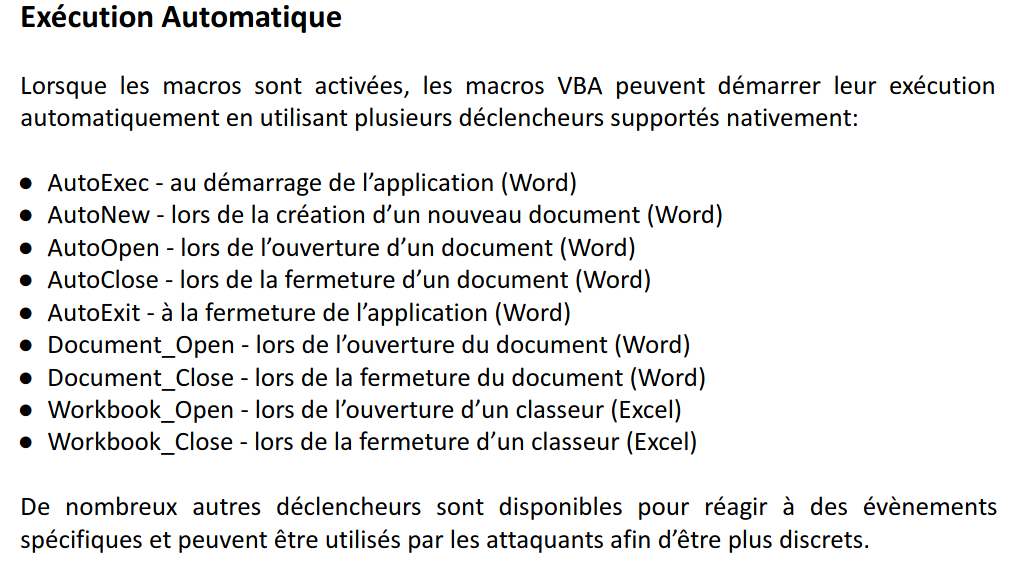 Exécution Automatique
Lorsque les macros sont activées, les macros VBA peuvent démarrer leur exécution
automatiquement en utilisant plusieurs déclencheurs supportés nativement:
● AutoExec - au démarrage de l’application (Word)
● AutoNew - lors de la création d’un nouveau document (Word)
● AutoOpen - lors de l’ouverture d’un document (Word)
● AutoClose - lors de la fermeture d’un document (Word)
● AutoExit - à la fermeture de l’application (Word)
● Document_Open - lors de l’ouverture du document (Word)
● Document_Close - lors de la fermeture du document (Word)
● Workbook_Open - lors de l’ouverture d’un classeur (Excel)
● Workbook_Close - lors de la fermeture d’un classeur (Excel)
De nombreux autres déclencheurs sont disponibles pour réagir à des évènements
spécifiques et peuvent être utilisés par les attaquants afin d’être plus discrets.